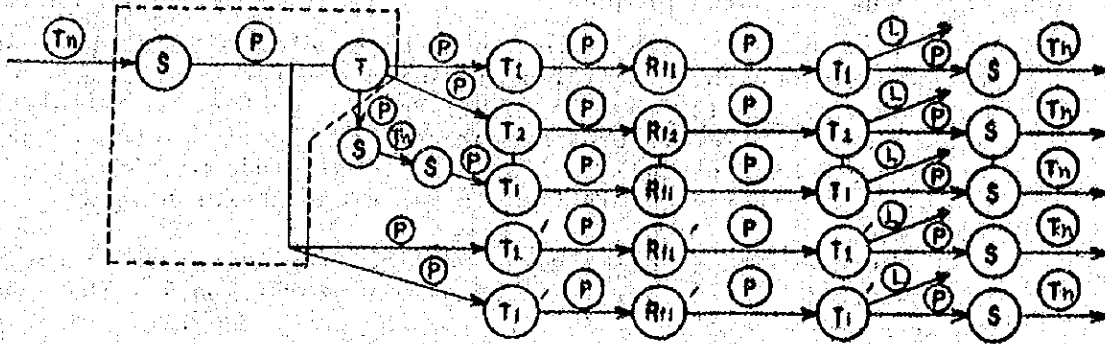 Tn S P T P T1 P R11 P T1 L P S Tn
P T2 P R12 P T2 L P S Tn
P S Tn S P T1 P R11 P T1 L P S Tn
P T1 P R11 P T1 L P S Tn
P T1 P R11 P T1 L P S Tn